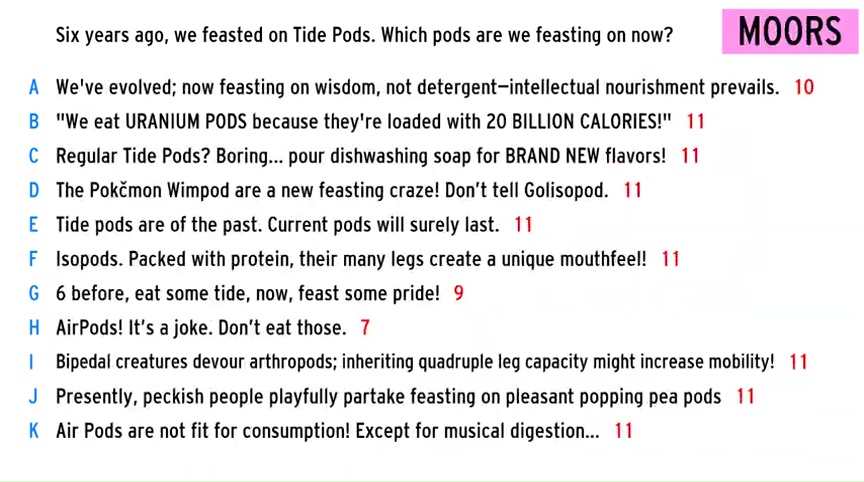 Six years ago, we feasted on Tide Pods. Which pods are we feasting on now?
MOORS
A We've evolved; now feasting on wisdom, not detergent—intellectual nourishment prevails. 10
B "We eat URANIUM PODS because they're loaded with 20 BILLION CALORIES!" 11
C Regular Tide Pods? Boring... pour dishwashing soap for BRAND NEW flavors! 11
D The Pokčmon Wimpod are a new feasting craze! Don't tell Golisopod. 11
E Tide pods are of the past. Current pods will surely last. 11
F Isopods. Packed with protein, their many legs create a unique mouthfeel! 11
G 6 before, eat some tide, now, feast some pride! 9
H AirPods! It's a joke. Don't eat those. 7
I Bipedal creatures devour arthropods; inheriting quadruple leg capacity might increase mobility! 11
J Presently, peckish people playfully partake feasting on pleasant popping pea pods 11
K Air Pods are not fit for consumption! Except for musical digestion... 11